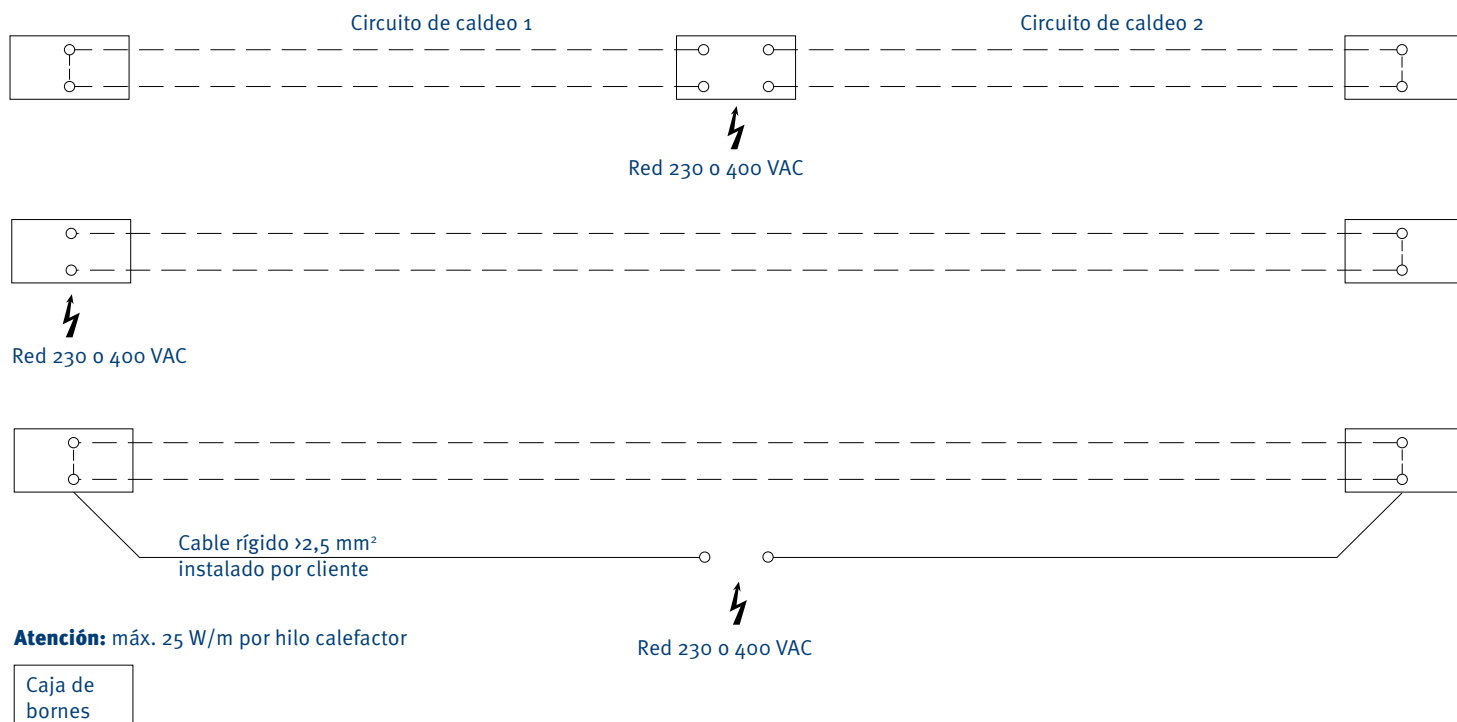 Circuito de caldeo 1
Circuito de caldeo 2
Red 230 o 400 VAC
Red 230 o 400 VAC
Cable rígido >2,5 mm²
instalado por cliente
Atención: máx. 25 W/m por hilo calefactor
Red 230 o 400 VAC
Caja de
bornes